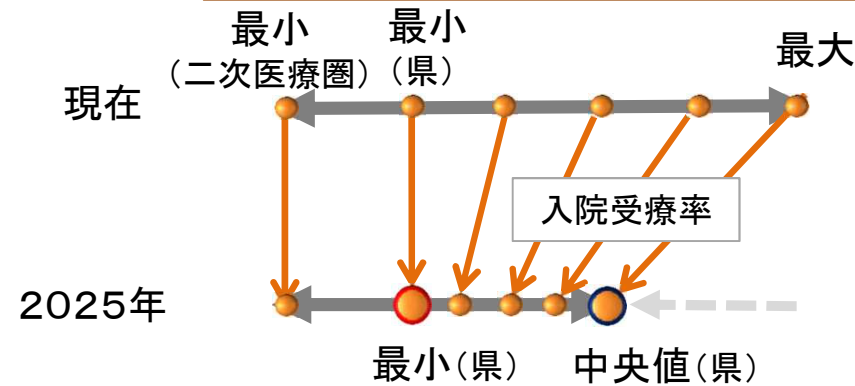 最小
(二次医療圏)
最小
(県)
最大
現在
入院受療率
2025年
最小(県)
中央値(県)